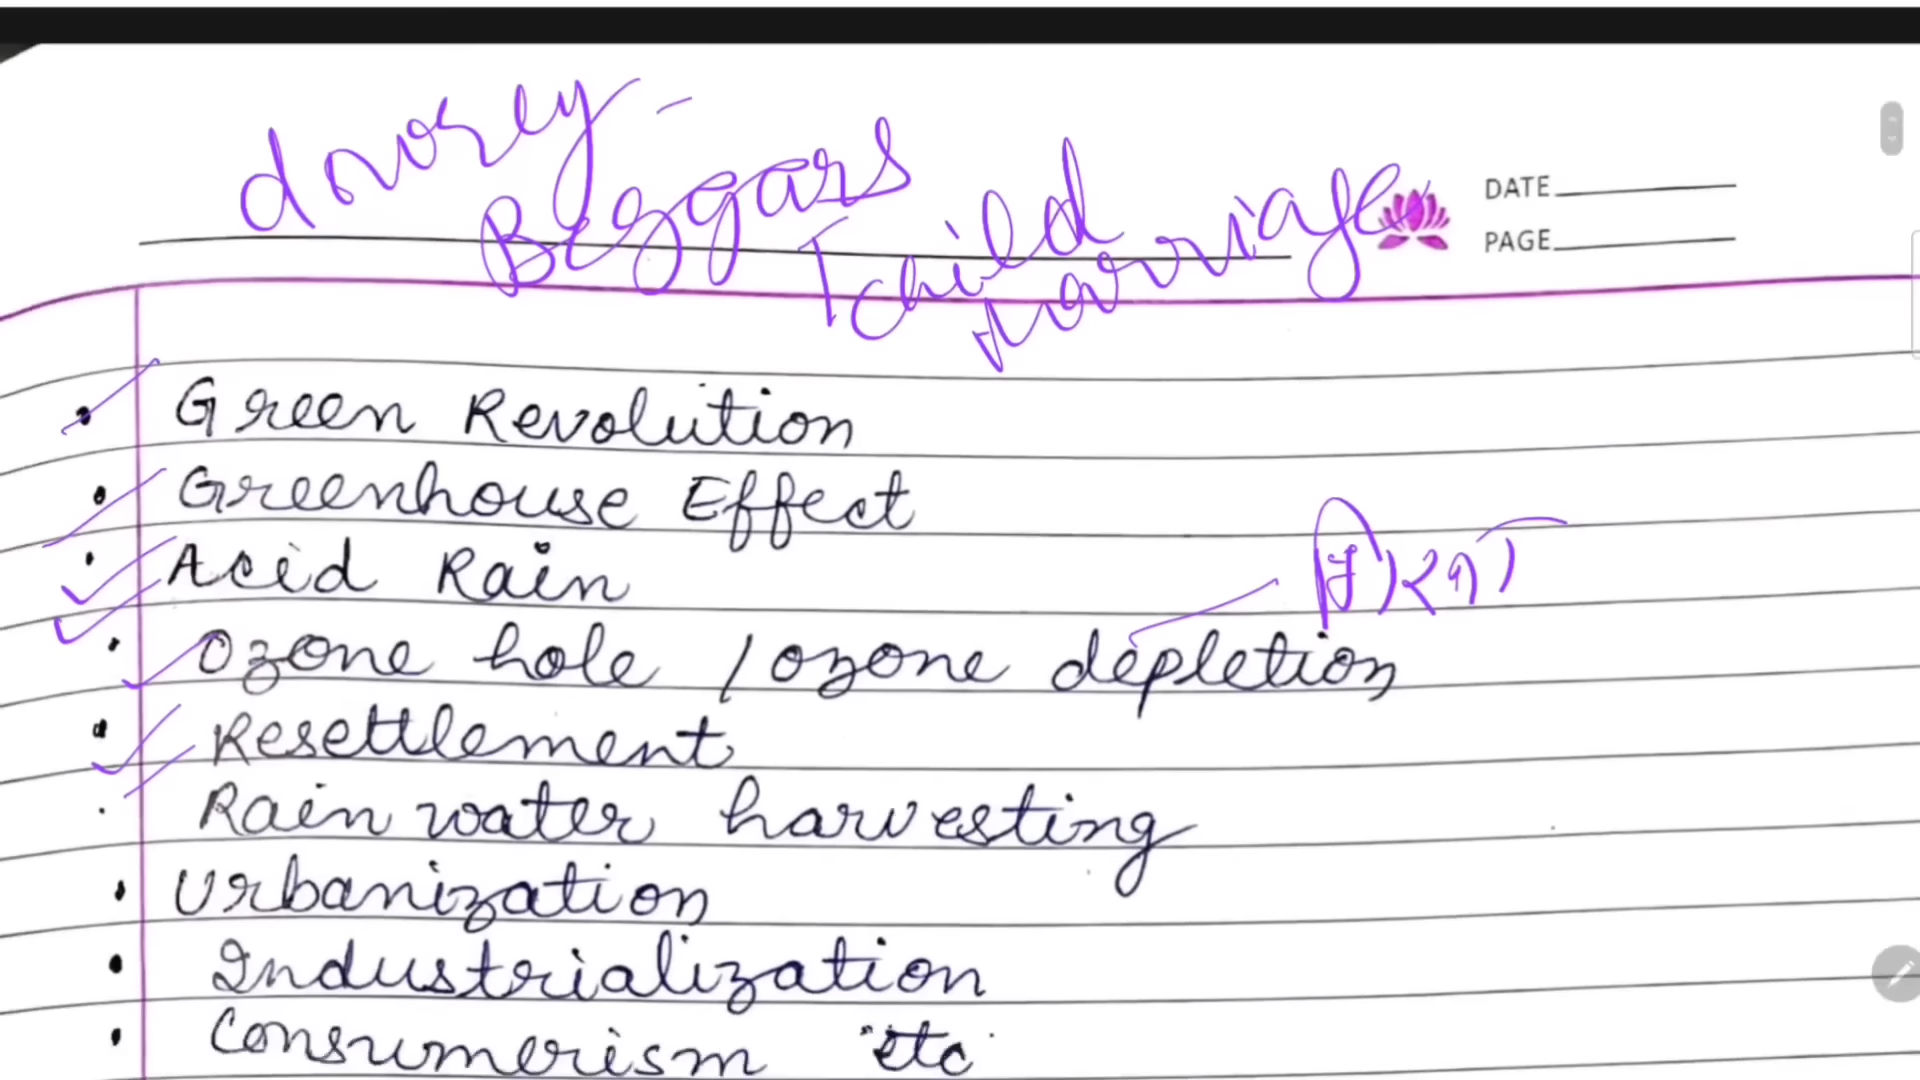 Beggars
child
marriage
DATE
PAGE
Green Revolution
Greenhouse Effect
Acid Rain
Ozone hole / ozone depletion
Resettlement
Rain water harvesting
Urbanization
Industrialization
Consumerism etc